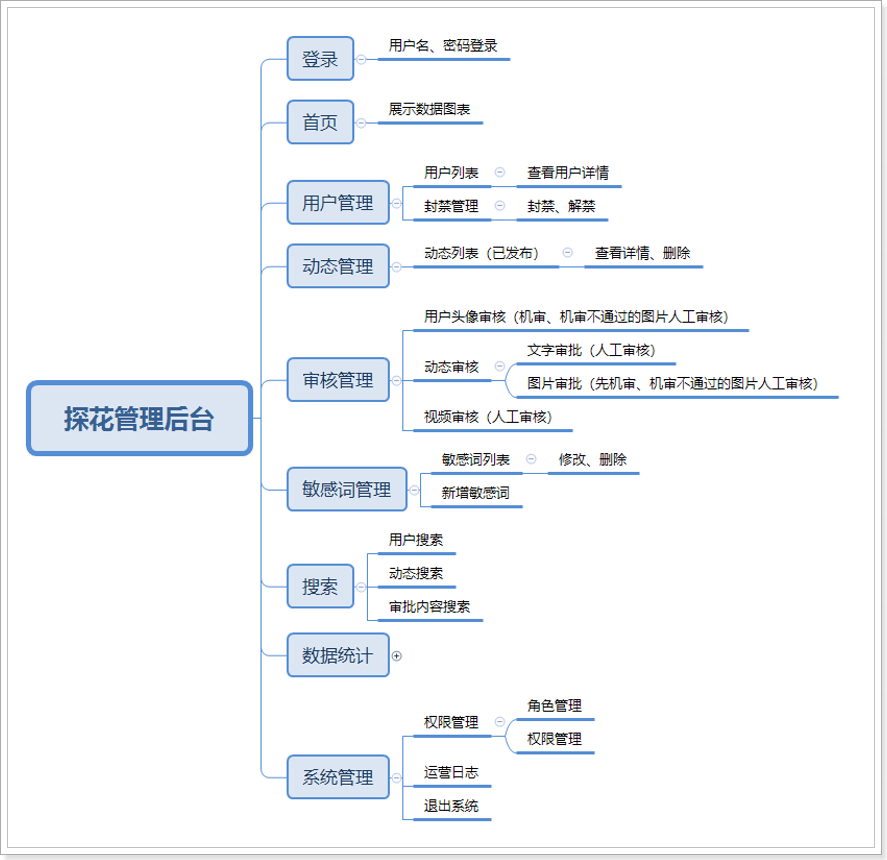 探花管理后台
登录
用户名、密码登录
首页
展示数据图表
用户管理
用户列表
查看用户详情
封禁管理
封禁、解禁
动态管理
动态列表（已发布）
查看详情、删除
审核管理
用户头像审核（机审、机审不通过的图片人工审核）
动态审核
文字审批（人工审核）
图片审批（先机审、机审不通过的图片人工审核）
视频审核（人工审核）
敏感词管理
敏感词列表
修改、删除
新增敏感词
搜索
用户搜索
动态搜索
审批内容搜索
数据统计
系统管理
权限管理
角色管理
权限管理
运营日志
退出系统